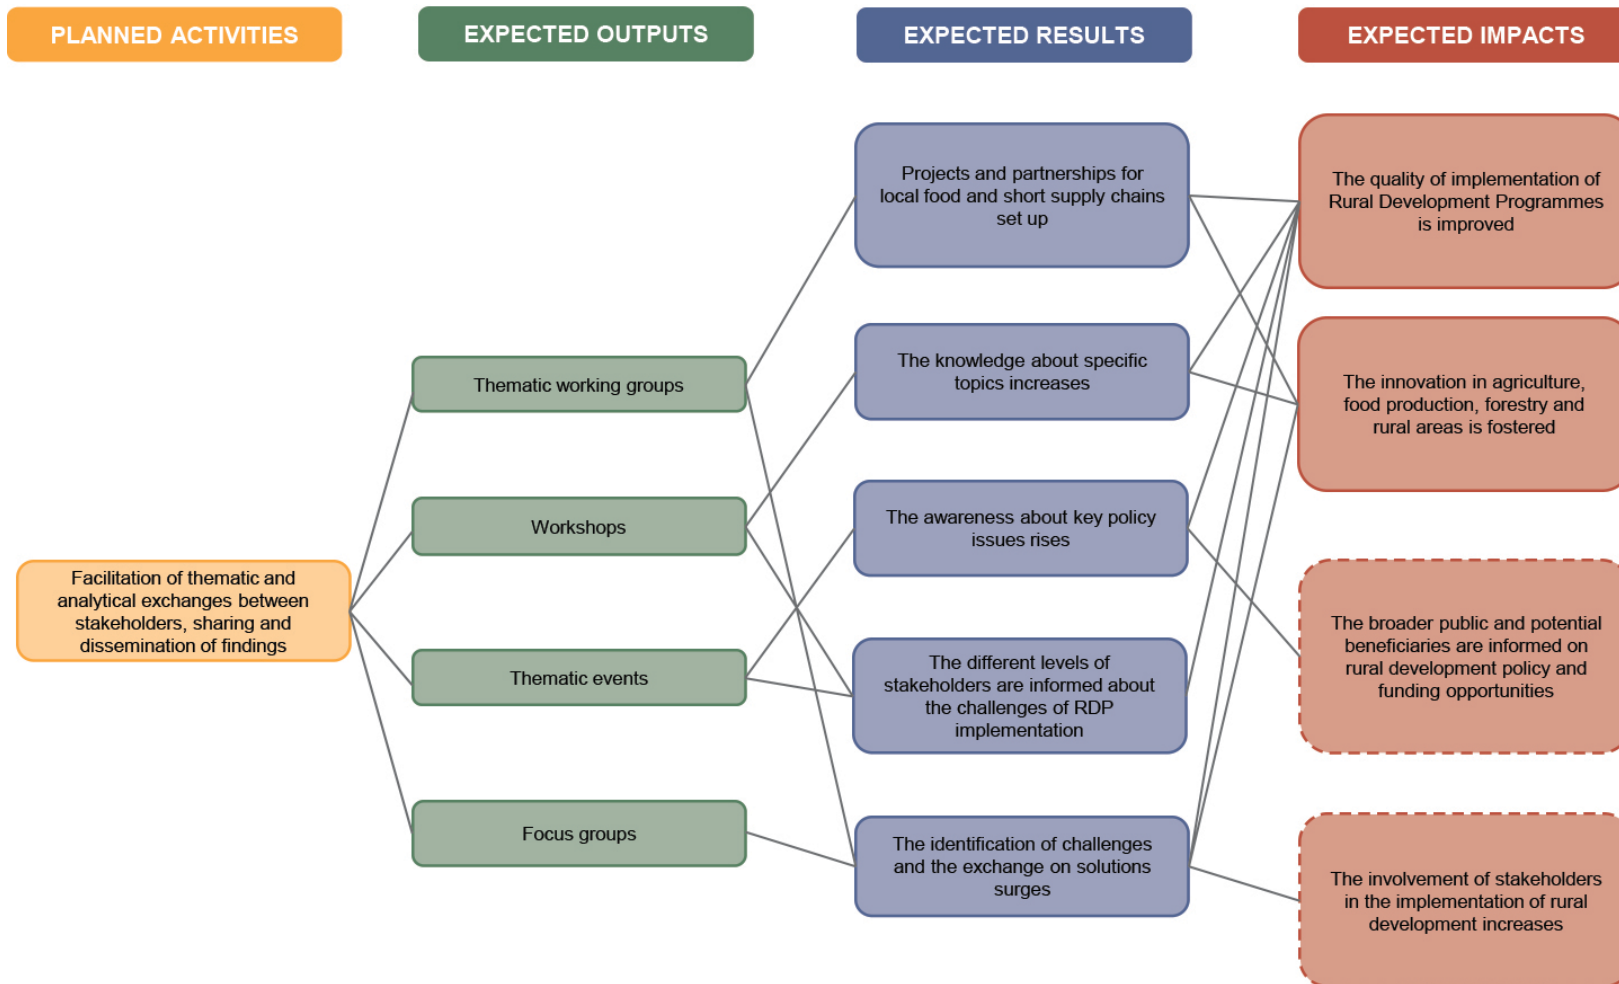 PLANNED ACTIVITIES
EXPECTED OUTPUTS
EXPECTED RESULTS
EXPECTED IMPACTS
Facilitation of thematic and
analytical exchanges between
stakeholders, sharing and
dissemination of findings
Thematic working groups
Workshops
Thematic events
Focus groups
Projects and partnerships for
local food and short supply chains
set up
The knowledge about specific
topics increases
The awareness about key policy
issues rises
The different levels of
stakeholders are informed about
the challenges of RDP
implementation
The identification of challenges
and the exchange on solutions
surges
The quality of implementation of
Rural Development Programmes
is improved
The innovation in agriculture,
food production, forestry and
rural areas is fostered
The broader public and potential
beneficiaries are informed on
rural development policy and
funding opportunities
The involvement of stakeholders
in the implementation of rural
development increases